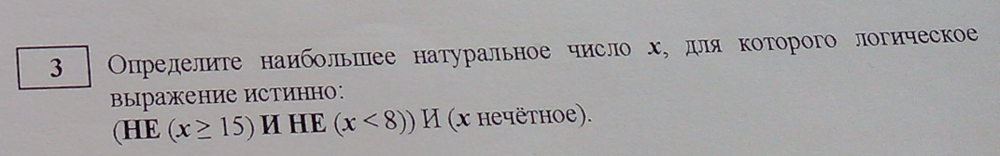 3 Определите наибольшее натуральное число x, для которого логическое
выражение истинно:
(НЕ (x ≥ 15) И НЕ (x < 8)) И (x нечётное).